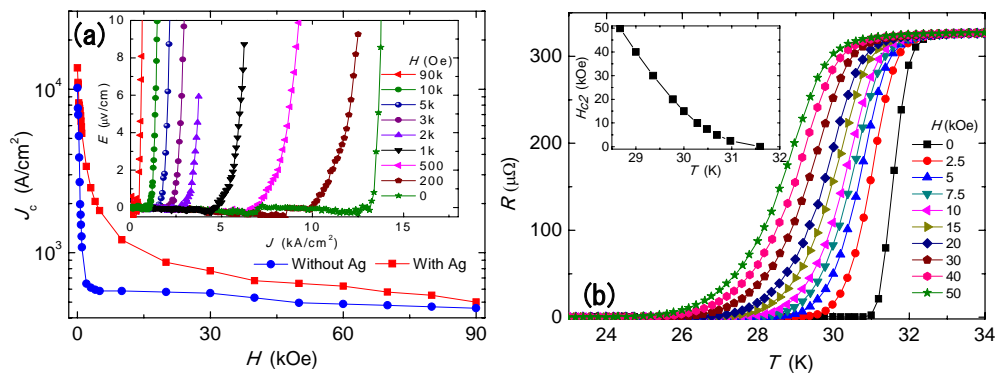 (a)
J_c (A/cm²)
10⁴
10³
0 30 60 90
H (kOe)
Without Ag With Ag
E (μv/cm)
10
8
6
4
2
0
0 5 10 15
J (kA/cm²)
H (Oe)
90k
10k
5k
3k
2k
1k
500
200
0
(b)
R (μΩ)
300
200
100
0
24 26 28 30 32 34
T (K)
H_c2 (kOe)
50
40
30
20
10
0
29 30 31 32
T (K)
H (kOe)
0
2.5
5
7.5
10
15
20
30
40
50